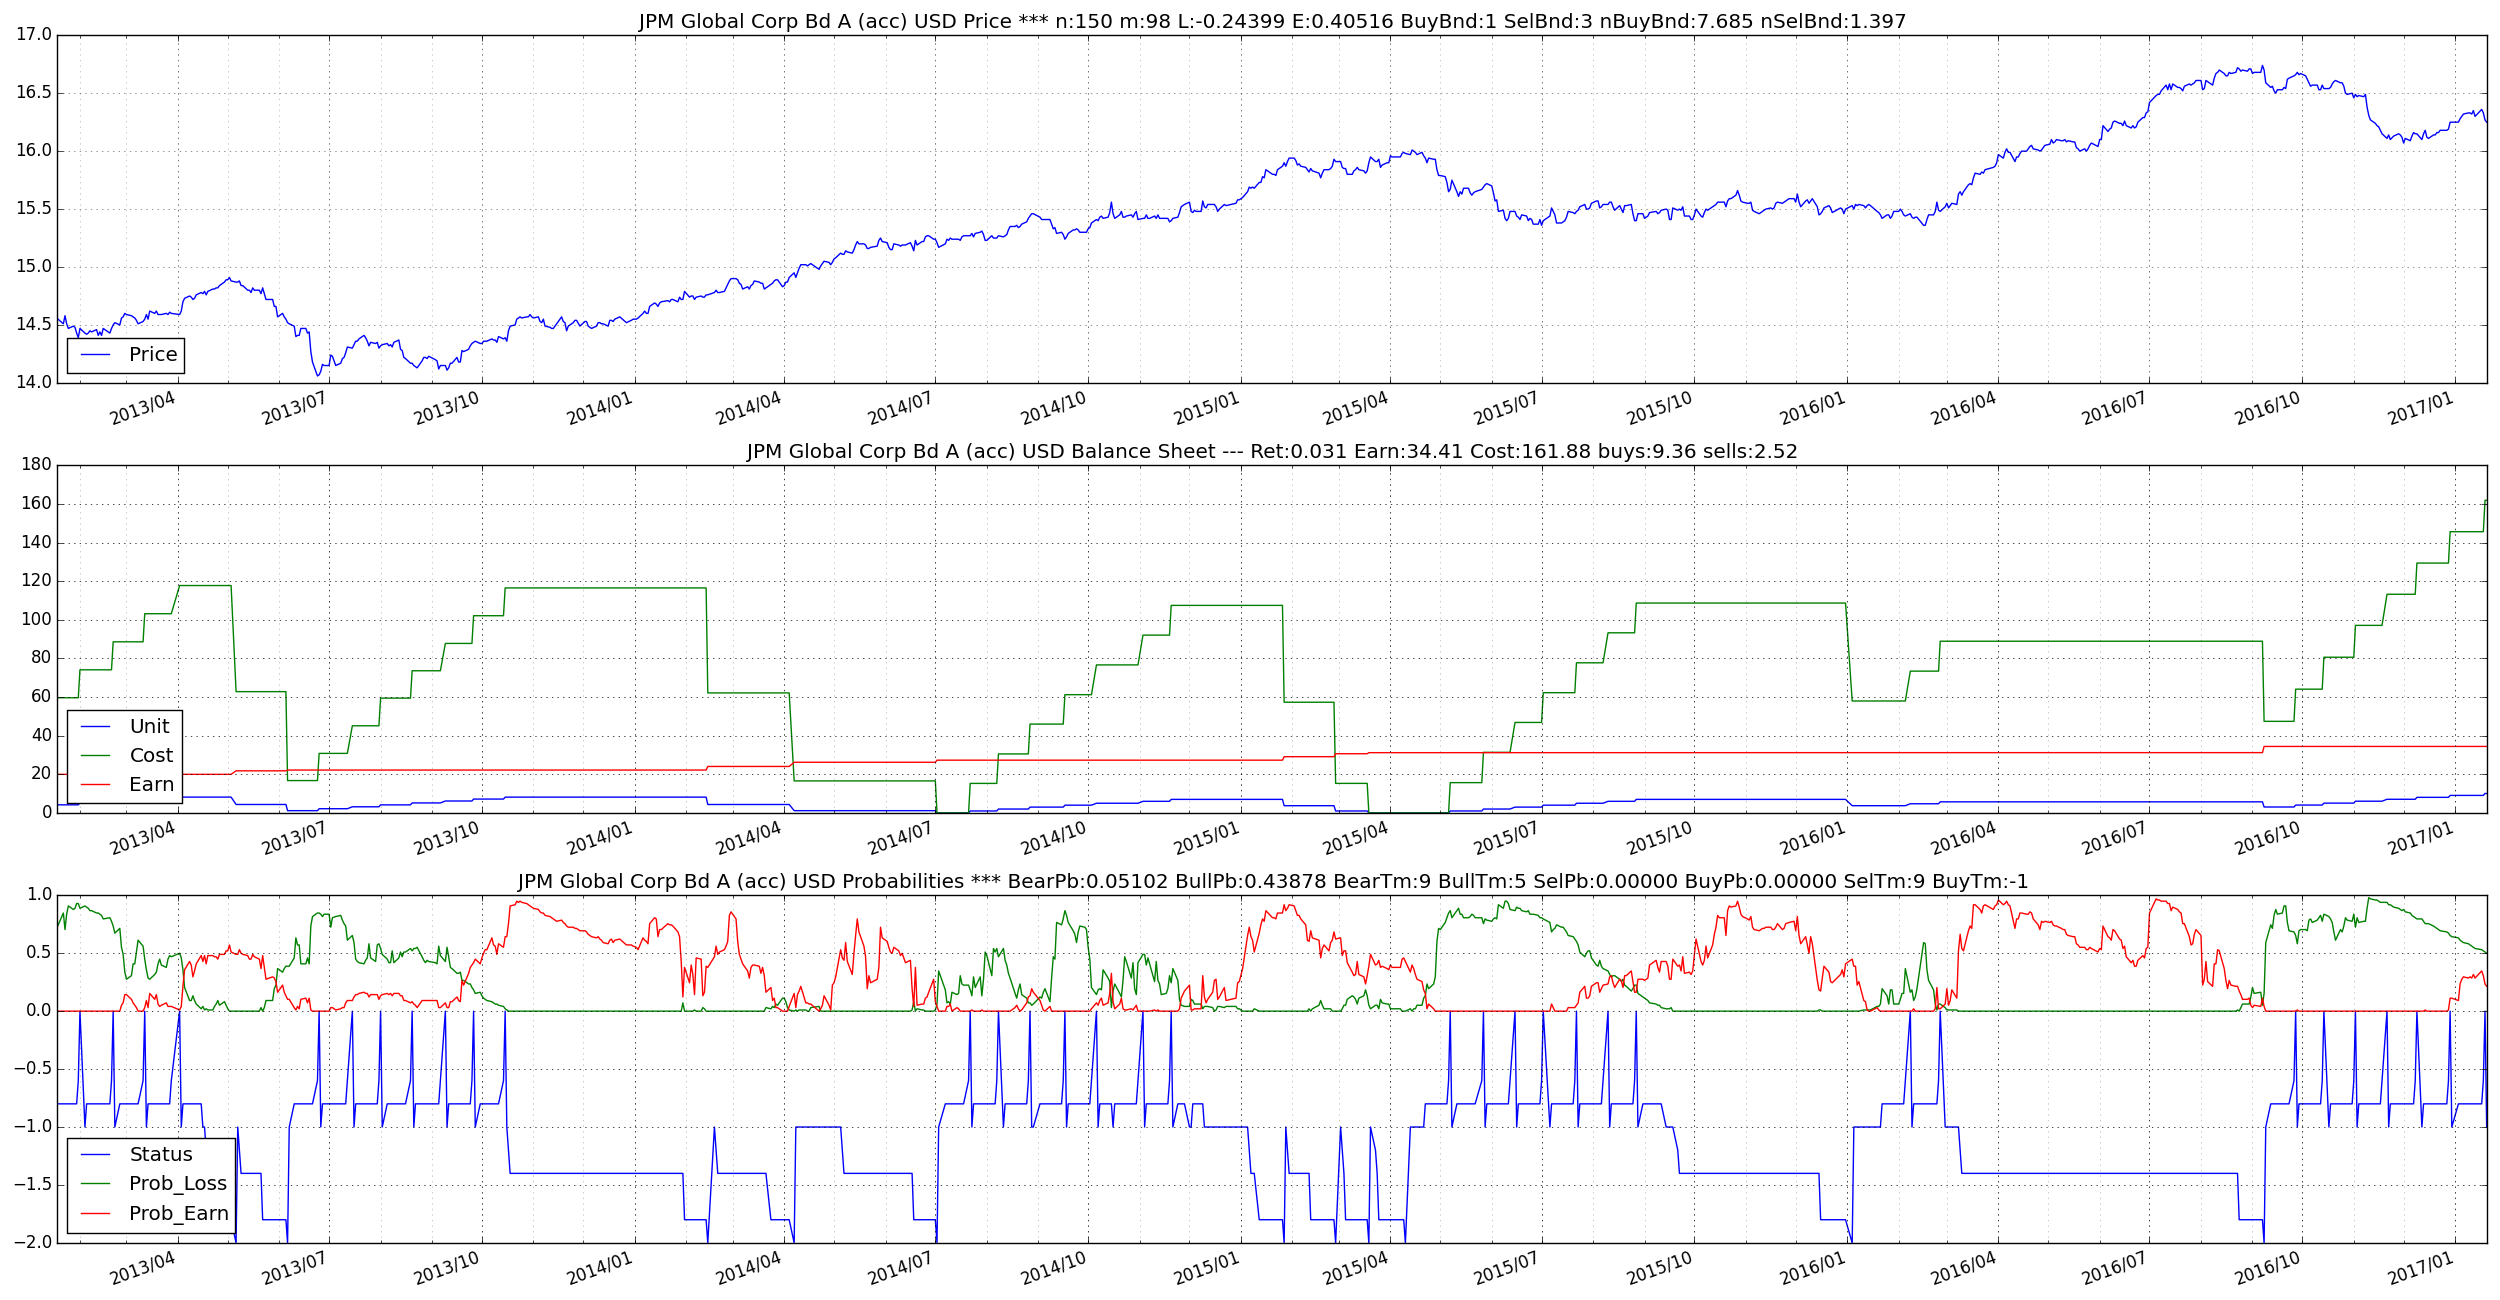 JPM Global Corp Bd A (acc) USD Price *** n:150 m:98 L:-0.24399 E:0.40516 BuyBnd:1 SelBnd:3 nBuyBnd:7.685 nSelBnd:1.397
17.0
16.5
16.0
15.5
15.0
14.5
14.0
Price
2013/04 2013/07 2013/10 2014/01 2014/04 2014/07 2014/10 2015/01 2015/04 2015/07 2015/10 2016/01 2016/04 2016/07 2016/10 2017/01
JPM Global Corp Bd A (acc) USD Balance Sheet --- Ret:0.031 Earn:34.41 Cost:161.88 buys:9.36 sells:2.52
180
160
140
120
100
80
60
40
20
0
Unit
Cost
Earn
2013/04 2013/07 2013/10 2014/01 2014/04 2014/07 2014/10 2015/01 2015/04 2015/07 2015/10 2016/01 2016/04 2016/07 2016/10 2017/01
JPM Global Corp Bd A (acc) USD Probabilities *** BearPb:0.05102 BullPb:0.43878 BearTm:9 BullTm:5 SelPb:0.00000 BuyPb:0.00000 SelTm:9 BuyTm:-1
1.0
0.5
0.0
−0.5
−1.0
−1.5
−2.0
Status
Prob_Loss
Prob_Earn
2013/04 2013/07 2013/10 2014/01 2014/04 2014/07 2014/10 2015/01 2015/04 2015/07 2015/10 2016/01 2016/04 2016/07 2016/10 2017/01